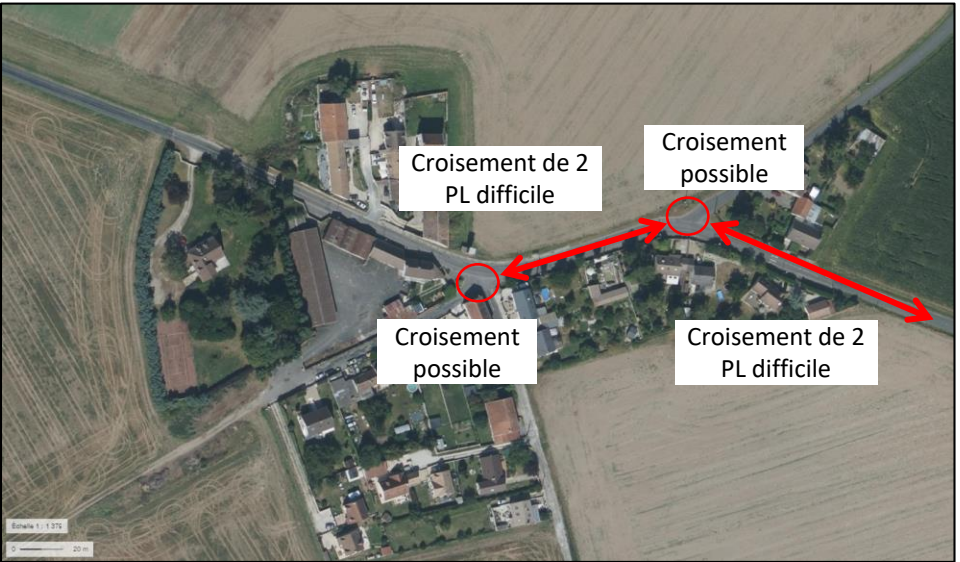 Croisement
possible
Croisement de 2
PL difficile
Croisement
possible
Croisement de 2
PL difficile
Échelle 1 : 1 379
0 20 m